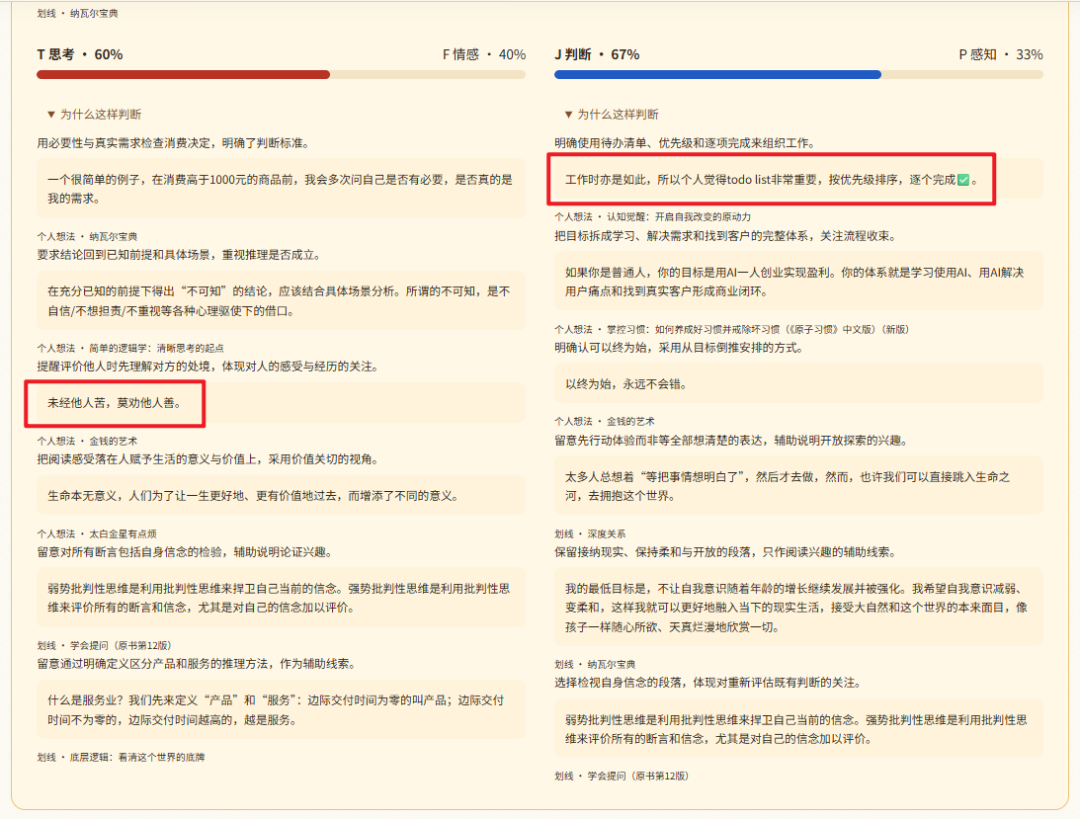 划线 · 纳瓦尔宝典
T 思考 · 60%
F 情感 · 40%
▼ 为什么这样判断
用必要性与真实需求检查消费决定，明确了判断标准。
一个很简单的例子，在消费高于1000元的商品前，我会多次问自己是否有必要，是否真的是
我的需求。
个人想法 · 纳瓦尔宝典
要求结论回到已知前提和具体场景，重视推理是否成立。
在充分已知的前提下得出“不可知”的结论，应该结合具体场景分析。所谓的不可知，是不
自信/不想担责/不重视等各种心理驱使下的借口。
个人想法 · 简单的逻辑学：清晰思考的起点
提醒评价他人时先理解对方的处境，体现对人的感受与经历的关注。
未经他人苦，莫劝他人善。
个人想法 · 金钱的艺术
把阅读感受落在人赋予生活的意义与价值上，采用价值关切的视角。
生命本无意义，人们为了让一生更好地、更有价值地过去，而增添了不同的意义。
个人想法 · 太白金星有点烦
留意对所有断言包括自身信念的检验，辅助说明论证兴趣。
弱势批判性思维是利用批判性思维来捍卫自己当前的信念。强势批判性思维是利用批判性思
维来评价所有的断言和信念，尤其是对自己的信念加以评价。
划线 · 学会提问（原书第12版）
留意通过明确定义区分产品和服务的推理方法，作为辅助线索。
什么是服务业？我们先来定义“产品”和“服务”：边际交付时间为零的叫产品；边际交付
时间不为零的，边际交付时间越高的，越是服务。
划线 · 底层逻辑：看清这个世界的底牌
J 判断 · 67%
P 感知 · 33%
▼ 为什么这样判断
明确使用待办清单、优先级和逐项完成来组织工作。
工作时亦是如此，所以个人觉得todo list非常重要，按优先级排序，逐个完成✅。
个人想法 · 认知觉醒：开启自我改变的原动力
把目标拆成学习、解决需求和找到客户的完整体系，关注流程收束。
如果你是普通人，你的目标是用AI一人创业实现盈利。你的体系就是学习使用AI、用AI解决
用户痛点和找到真实客户形成商业闭环。
个人想法 · 掌控习惯：如何养成好习惯并戒除坏习惯（《原子习惯》中文版）（新版）
明确认可以终为始，采用从目标倒推安排的方式。
以终为始，永远不会错。
个人想法 · 金钱的艺术
留意先行动体验而非等全部想清楚的表达，辅助说明开放探索的兴趣。
太多人总想着“等把事情想明白了”，然后才去做，然而，也许我们可以直接跳入生命之
河，去拥抱这个世界。
划线 · 深度关系
保留接纳现实、保持柔和与开放的段落，只作阅读兴趣的辅助线索。
我的最低目标是，不让自我意识随着年龄的增长继续发展并被强化。我希望自我意识减弱、
变柔和，这样我就可以更好地融入当下的现实生活，接受大自然和这个世界的本来面目，像
孩子一样随心所欲、天真烂漫地欣赏一切。
划线 · 纳瓦尔宝典
选择检视自身信念的段落，体现对重新评估既有判断的关注。
弱势批判性思维是利用批判性思维来捍卫自己当前的信念。强势批判性思维是利用批判性思
维来评价所有的断言和信念，尤其是对自己的信念加以评价。
划线 · 学会提问（原书第12版）